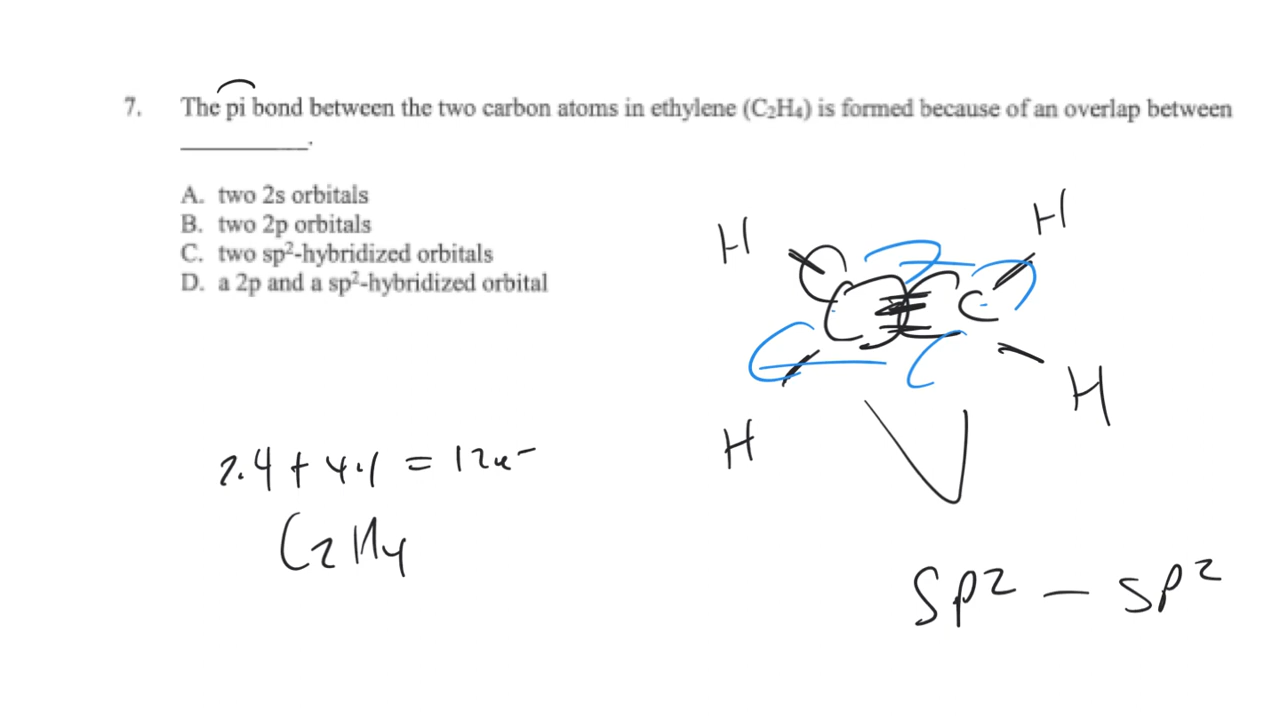 7. The pi bond between the two carbon atoms in ethylene (C₂H₄) is formed because of an overlap between
__________.
A. two 2s orbitals
B. two 2p orbitals
C. two sp²-hybridized orbitals
D. a 2p and a sp²-hybridized orbital
H
H
C
C
H
H
2.4 + 4.1 = 12e⁻
C2H4
SP² — SP²